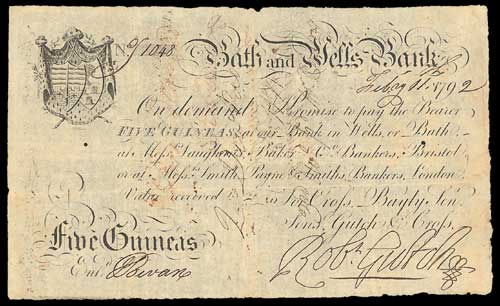 No. O/1048 Bath and Wells Bank
Feby 11. 1792
On demand I Promise to pay the Bearer
FIVE GUINEAS, at our Bank in Wells, or Bath
at Messrs. Vaughan, Baker & Co. Bankers, Bristol
or at Messrs. Smith, Payne & Smiths, Bankers, London
Value received For Cross, Bayly, Son,
Sons, Gutch & Cross.
Five Guineas
Entd. Bevan
Robt. Gutch